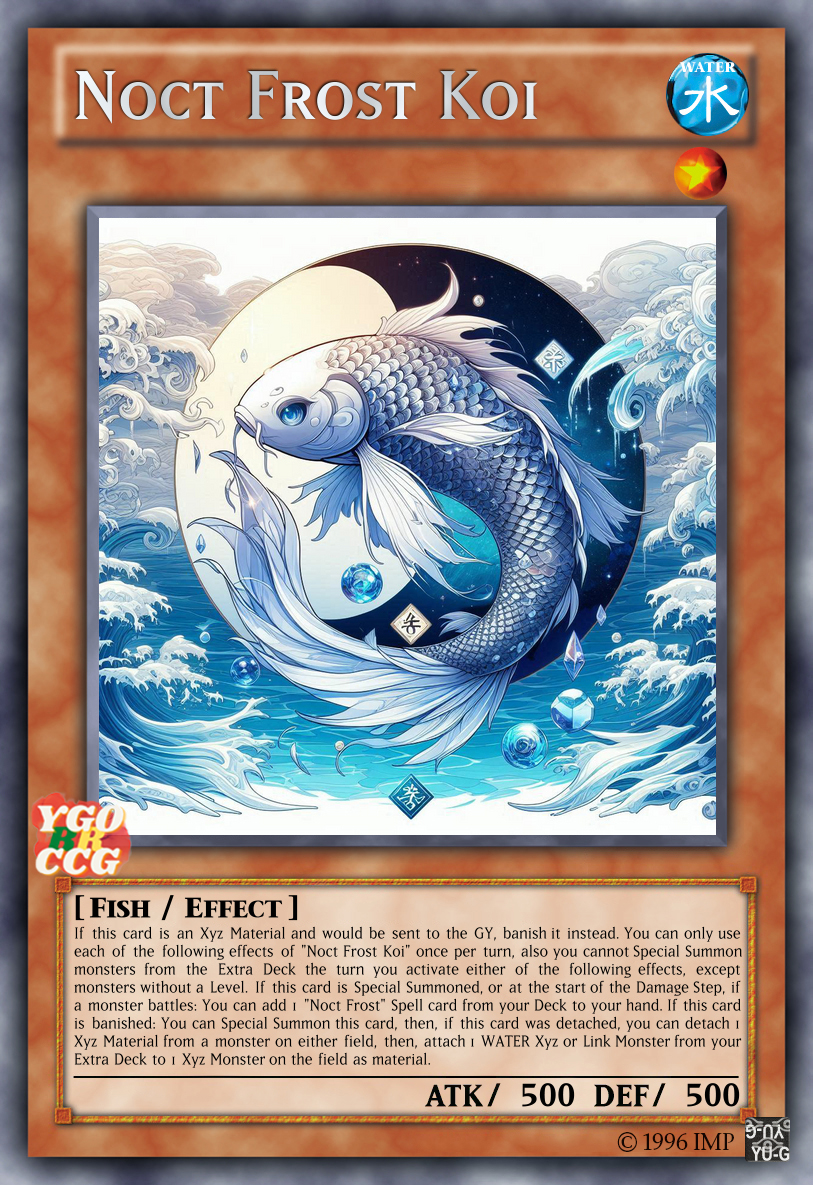 Noct Frost Koi
WATER
水
YGO
RR
CCG
[ Fish / Effect ]
If this card is an Xyz Material and would be sent to the GY, banish it instead. You can only use
each of the following effects of "Noct Frost Koi" once per turn, also you cannot Special Summon
monsters from the Extra Deck the turn you activate either of the following effects, except
monsters without a Level. If this card is Special Summoned, or at the start of the Damage Step, if
a monster battles: You can add 1 "Noct Frost" Spell card from your Deck to your hand. If this card
is banished: You can Special Summon this card, then, if this card was detached, you can detach 1
Xyz Material from a monster on either field, then, attach 1 WATER Xyz or Link Monster from your
Extra Deck to 1 Xyz Monster on the field as material.
ATK/ 500 DEF/ 500
© 1996 IMP
YU-G